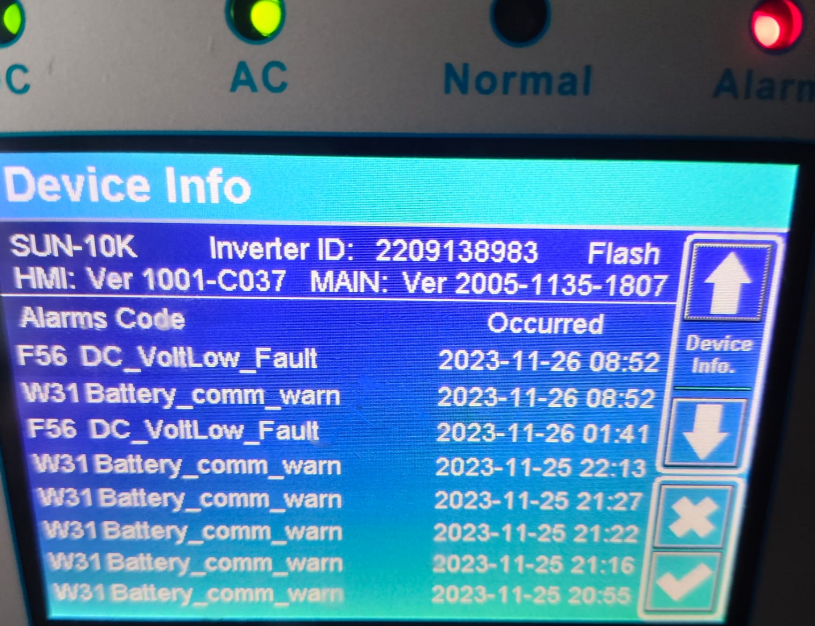 C AC Normal Alarm
Device Info
SUN-10K Inverter ID: 2209138983 Flash
HMI: Ver 1001-C037 MAIN: Ver 2005-1135-1807
Alarms Code Occurred
F56 DC_VoltLow_Fault 2023-11-26 08:52
W31 Battery_comm_warn 2023-11-26 08:52
F56 DC_VoltLow_Fault 2023-11-26 01:41
W31 Battery_comm_warn 2023-11-25 22:13
W31 Battery_comm_warn 2023-11-25 21:27
W31 Battery_comm_warn 2023-11-25 21:22
W31 Battery_comm_warn 2023-11-25 21:16
W31 Battery_comm_warn 2023-11-25 20:55
Device
Info.